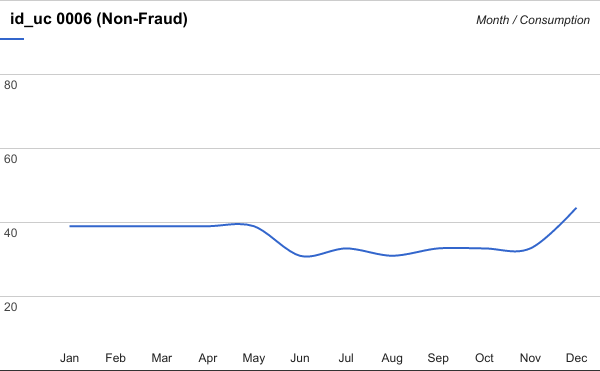 id_uc 0006 (Non-Fraud)
Month / Consumption
80
60
40
20
Jan Feb Mar Apr May Jun Jul Aug Sep Oct Nov Dec